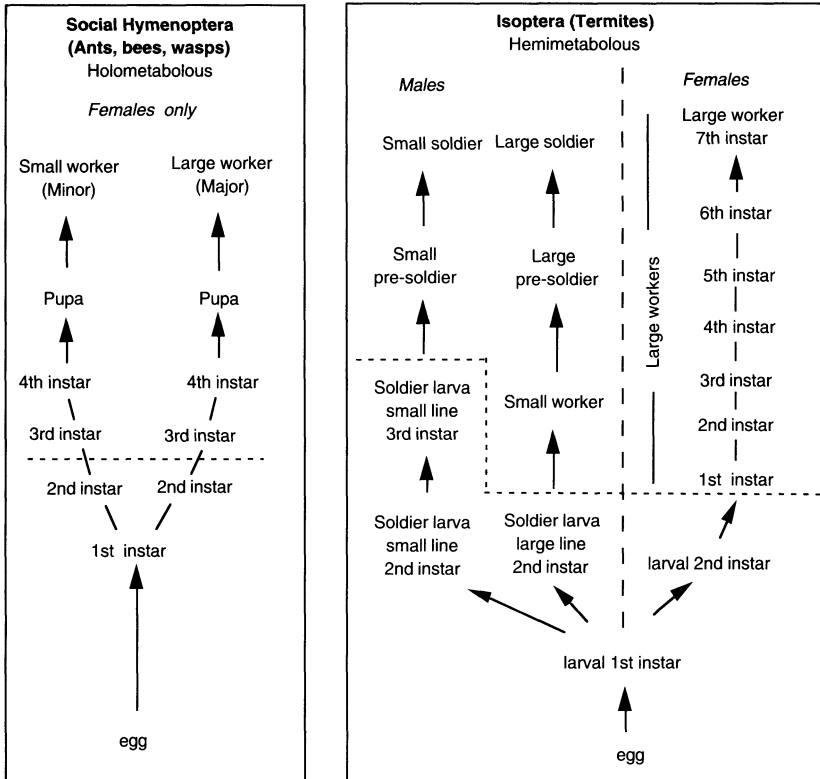 Social Hymenoptera
(Ants, bees, wasps)
Holometabolous
Females only
Small worker
(Minor)
Large worker
(Major)
Pupa
Pupa
4th instar
4th instar
3rd instar
3rd instar
2nd instar
2nd instar
1st instar
egg
Isoptera (Termites)
Hemimetabolous
Males
Females
Small soldier
Large soldier
Large worker
7th instar
6th instar
Small
pre-soldier
Large
pre-soldier
Large workers
5th instar
4th instar
Soldier larva
small line
3rd instar
Small worker
3rd instar
2nd instar
1st instar
Soldier larva
small line
2nd instar
Soldier larva
large line
2nd instar
larval 2nd instar
larval 1st instar
egg